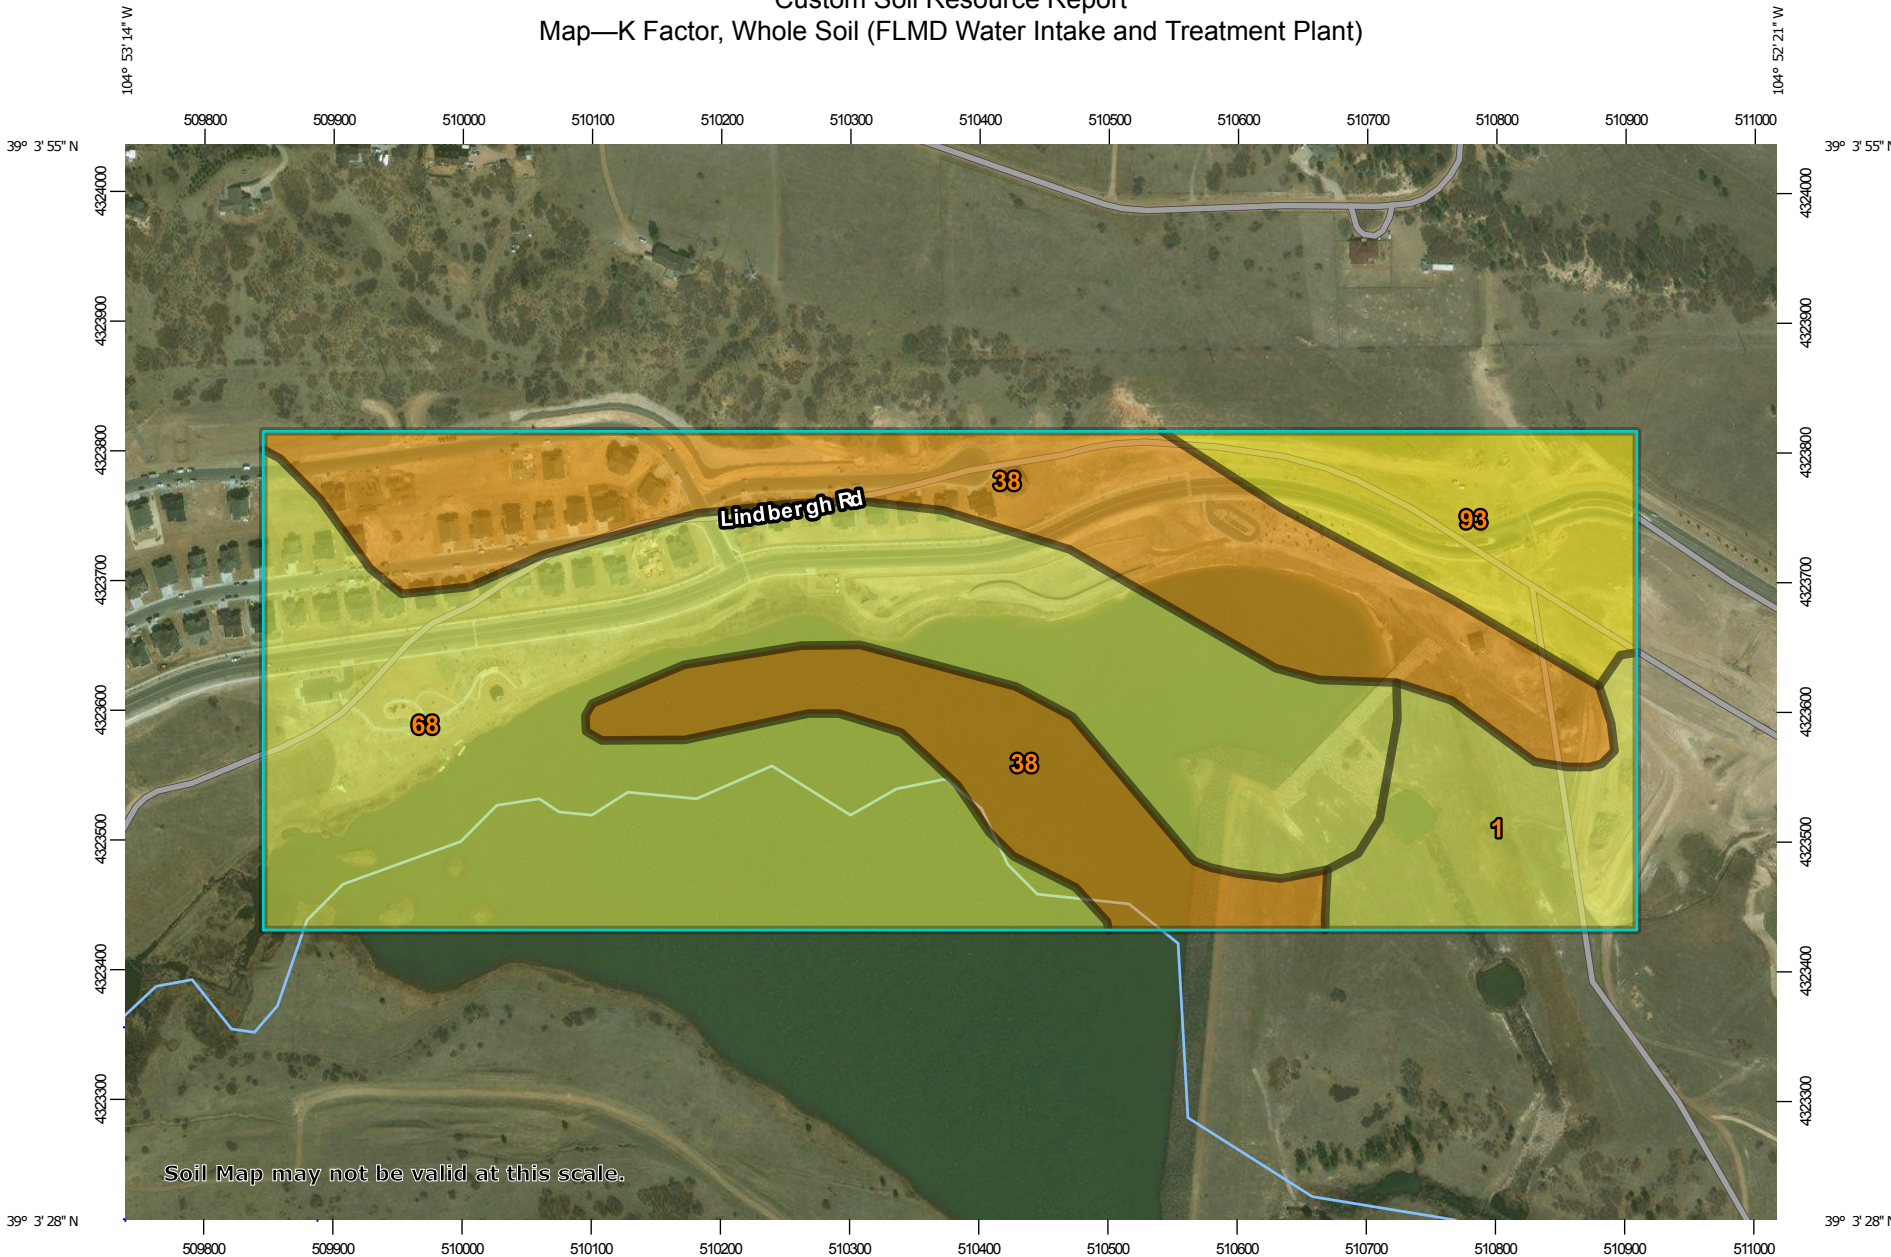 Custom Soil Resource Report
Map—K Factor, Whole Soil (FLMD Water Intake and Treatment Plant)
104° 53' 14" W
104° 52' 21" W
509800 509900 510000 510100 510200 510300 510400 510500 510600 510700 510800 510900 511000
39° 3' 55" N
39° 3' 55" N
4324000
4324000
4323900
4323900
4323800
4323800
38
Lindbergh Rd
93
4323700
4323700
4323600
4323600
68
38
1
4323500
4323500
4323400
4323400
4323300
4323300
Soil Map may not be valid at this scale.
39° 3' 28" N
39° 3' 28" N
509800 509900 510000 510100 510200 510300 510400 510500 510600 510700 510800 510900 511000